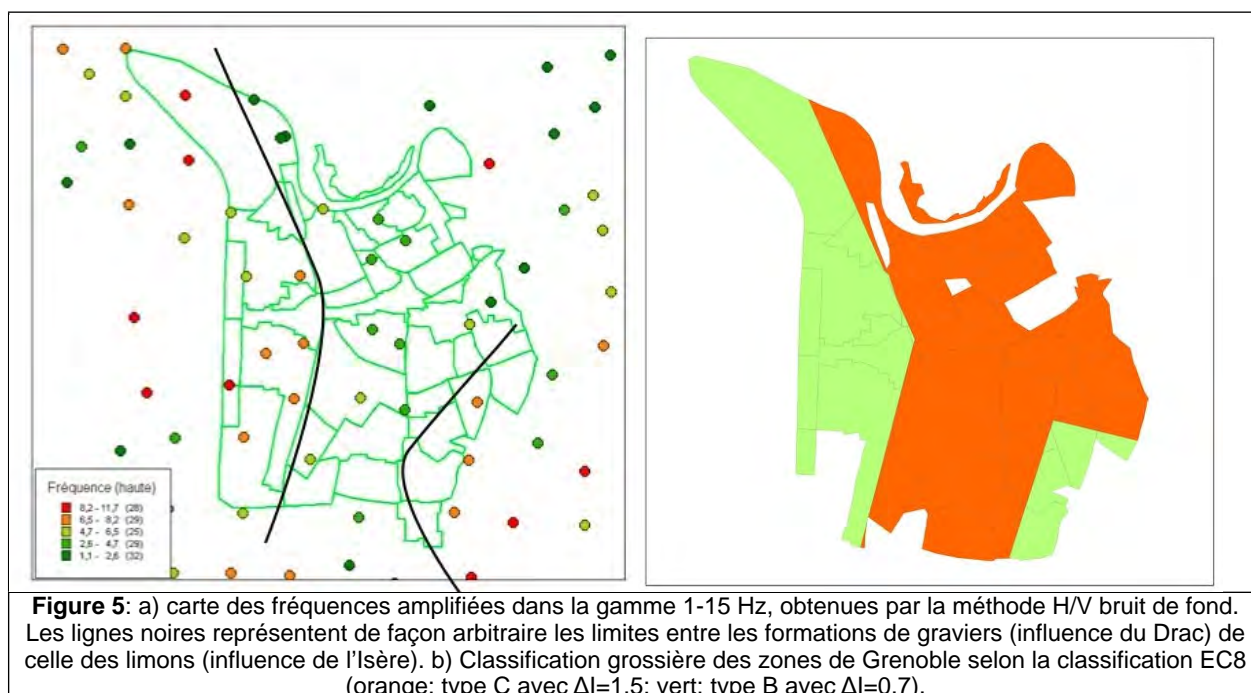 Fréquence (haute)
8,2 - 11,7 (28)
6,5 - 8,2 (29)
4,7 - 6,5 (25)
2,6 - 4,7 (29)
1,1 - 2,6 (32)
Figure 5: a) carte des fréquences amplifiées dans la gamme 1-15 Hz, obtenues par la méthode H/V bruit de fond.
Les lignes noires représentent de façon arbitraire les limites entre les formations de graviers (influence du Drac) de
celle des limons (influence de l'Isère). b) Classification grossière des zones de Grenoble selon la classification EC8
(orange: type C avec ΔI=1.5; vert: type B avec ΔI=0.7).